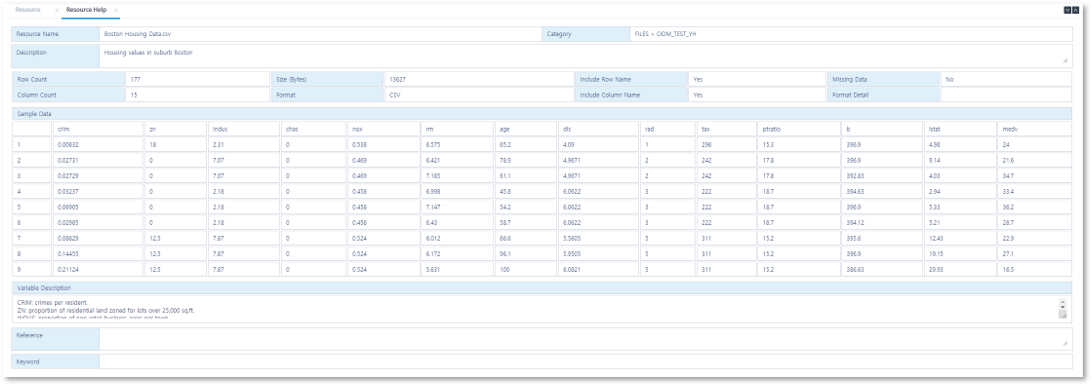 Resource Resource Help
Resource Name Boston Housing Data.csv Category FILES > QONI_TEST_YH
Description Housing values in suburb Boston
Row Count 177 Size (Bytes) 13627 Include Row Name Yes Missing Data No
Column Count 15 Format CSV Include Column Name Yes Format Detail
Sample Data
crim zn indus chas nox rm age dis rad tax ptratio b lstat medv
1 0.00632 18 2.31 0 0.538 6.575 65.2 4.09 1 296 15.3 396.9 4.98 24
2 0.02731 0 7.07 0 0.469 6.421 78.9 4.9671 2 242 17.8 396.9 9.14 21.6
3 0.02729 0 7.07 0 0.469 7.185 61.1 4.9671 2 242 17.8 392.83 4.03 34.7
4 0.03237 0 2.18 0 0.458 6.998 45.8 6.0622 3 222 18.7 394.63 2.94 33.4
5 0.06905 0 2.18 0 0.458 7.147 54.2 6.0622 3 222 18.7 396.9 5.33 36.2
6 0.02985 0 2.18 0 0.458 6.43 58.7 6.0622 3 222 18.7 394.12 5.21 28.7
7 0.08829 12.5 7.87 0 0.524 6.012 66.6 5.5605 5 311 15.2 395.6 12.43 22.9
8 0.14455 12.5 7.87 0 0.524 6.172 96.1 5.9505 5 311 15.2 396.9 19.15 27.1
9 0.21124 12.5 7.87 0 0.524 5.631 100 6.0821 5 311 15.2 386.63 29.93 16.5
Variable Description
CRIM: crimes per resident.
ZN: proportion of residential land zoned for lots over 25,000 sq.ft.
INDUS: proportion of non-retail business acres per town
Reference
Keyword